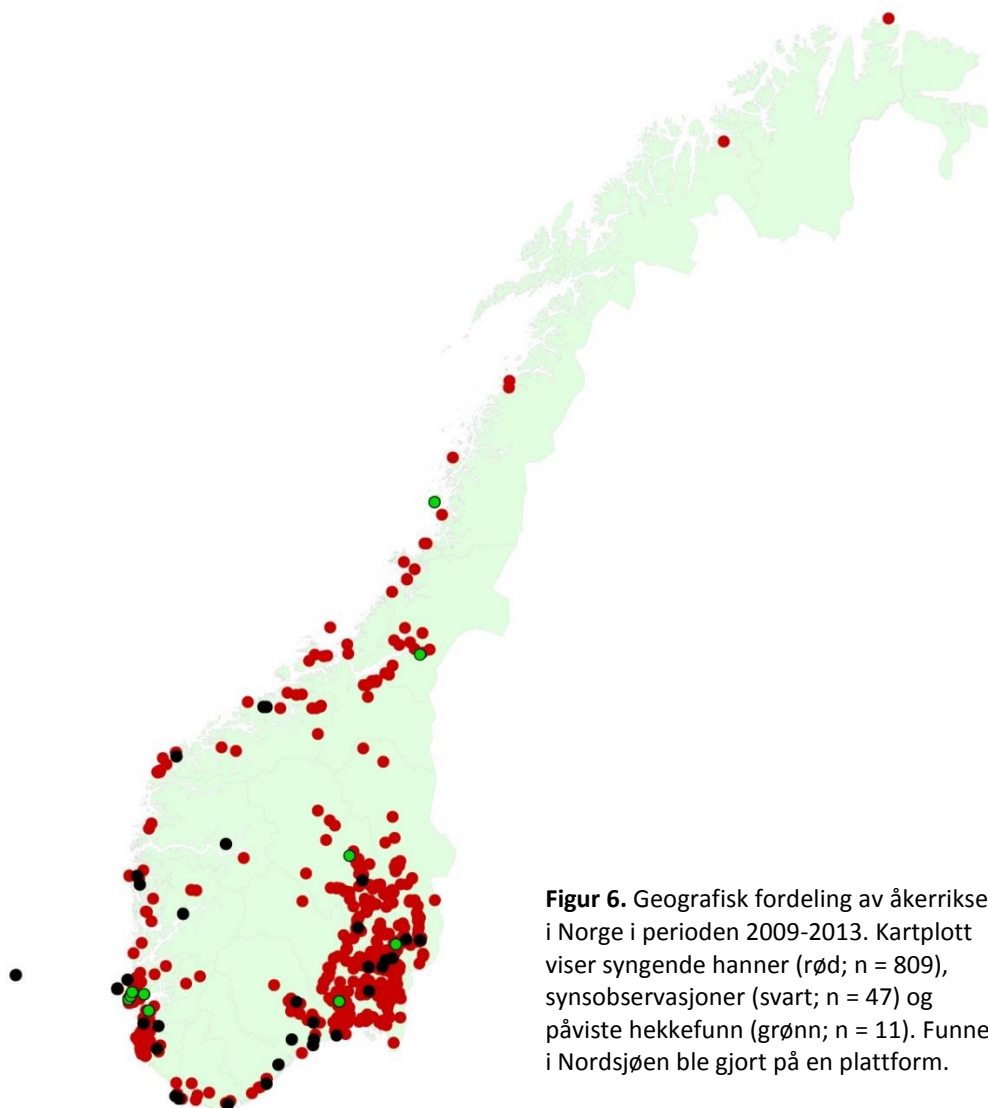 Figur 6. Geografisk fordeling av åkerrikse
i Norge i perioden 2009-2013. Kartplott
viser syngende hanner (rød; n = 809),
synsobservasjoner (svart; n = 47) og
påviste hekkefunn (grønn; n = 11). Funne
i Nordsjøen ble gjort på en plattform.